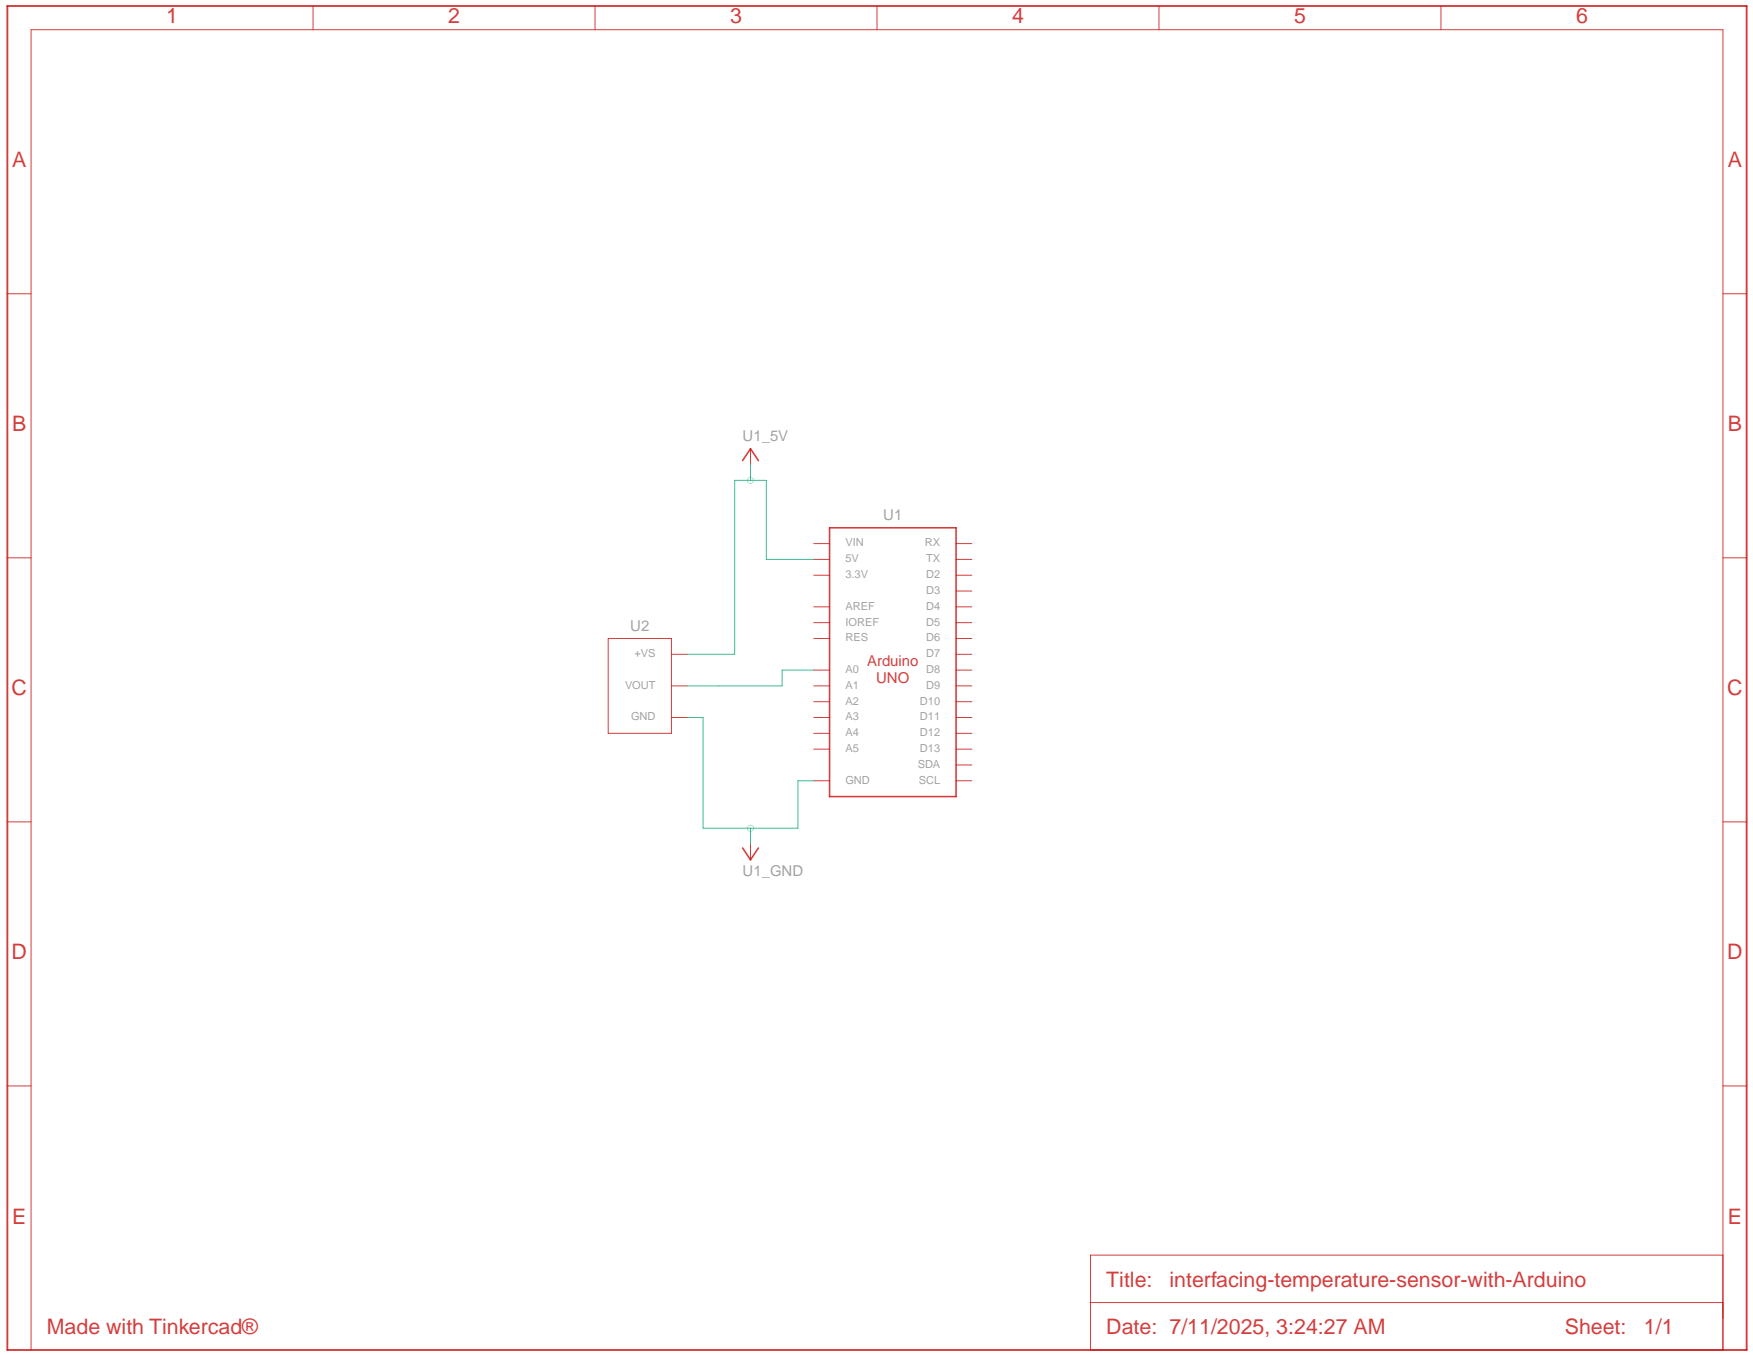 1 2 3 4 5 6
A A
B B
U1_5V
U1
VIN RX
5V TX
3.3V D2
D3
AREF D4
IOREF D5
U2
RES D6
+VS D7
Arduino
A0 D8
UNO
VOUT A1 D9
A2 D10
GND A3 D11
A4 D12
A5 D13
SDA
GND SCL
C C
U1_GND
D D
E E
Title: interfacing-temperature-sensor-with-Arduino
Made with Tinkercad®
Date: 7/11/2025, 3:24:27 AM Sheet: 1/1